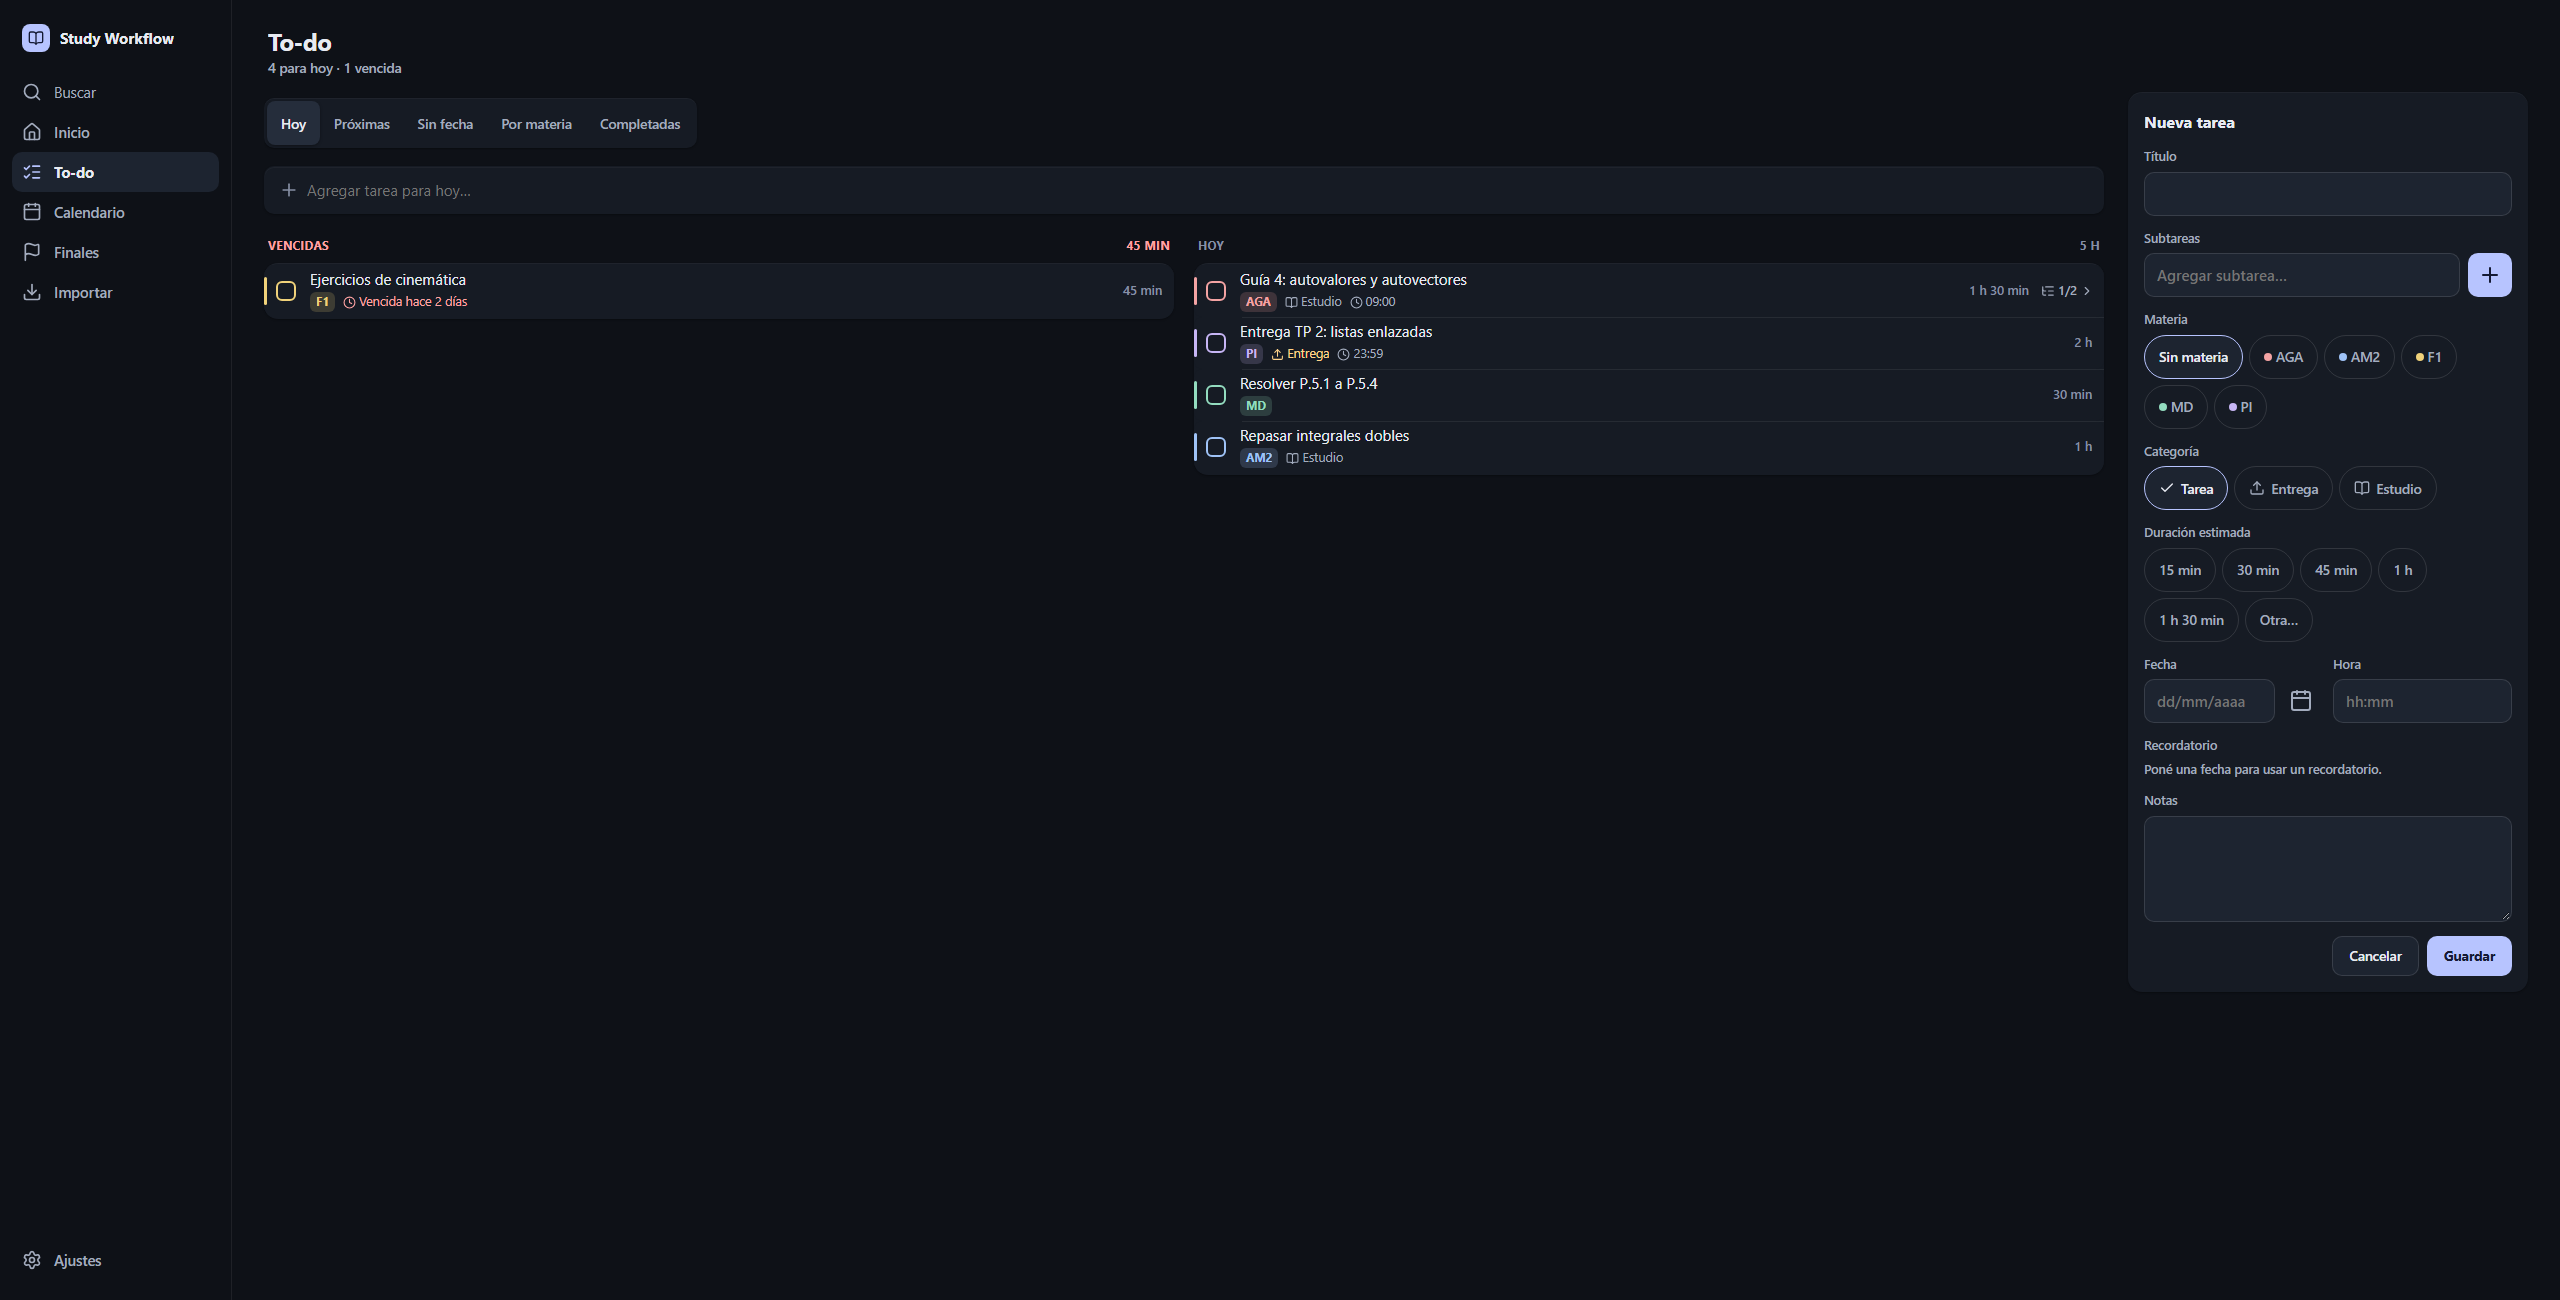 Study Workflow
Buscar
Inicio
To-do
Calendario
Finales
Importar
Ajustes
To-do
4 para hoy · 1 vencida
Hoy
Próximas
Sin fecha
Por materia
Completadas
Agregar tarea para hoy...
VENCIDAS
45 MIN
Ejercicios de cinemática
F1 Vencida hace 2 días
45 min
HOY
5 H
Guía 4: autovalores y autovectores
AGA Estudio 09:00
1 h 30 min 1/2
Entrega TP 2: listas enlazadas
PI Entrega 23:59
2 h
Resolver P.5.1 a P.5.4
MD
30 min
Repasar integrales dobles
AM2 Estudio
1 h
Nueva tarea
Título
Subtareas
Agregar subtarea...
Materia
Sin materia AGA AM2 F1
MD PI
Categoría
Tarea Entrega Estudio
Duración estimada
15 min 30 min 45 min 1 h
1 h 30 min Otra...
Fecha Hora
dd/mm/aaaa hh:mm
Recordatorio
Poné una fecha para usar un recordatorio.
Notas
Cancelar Guardar